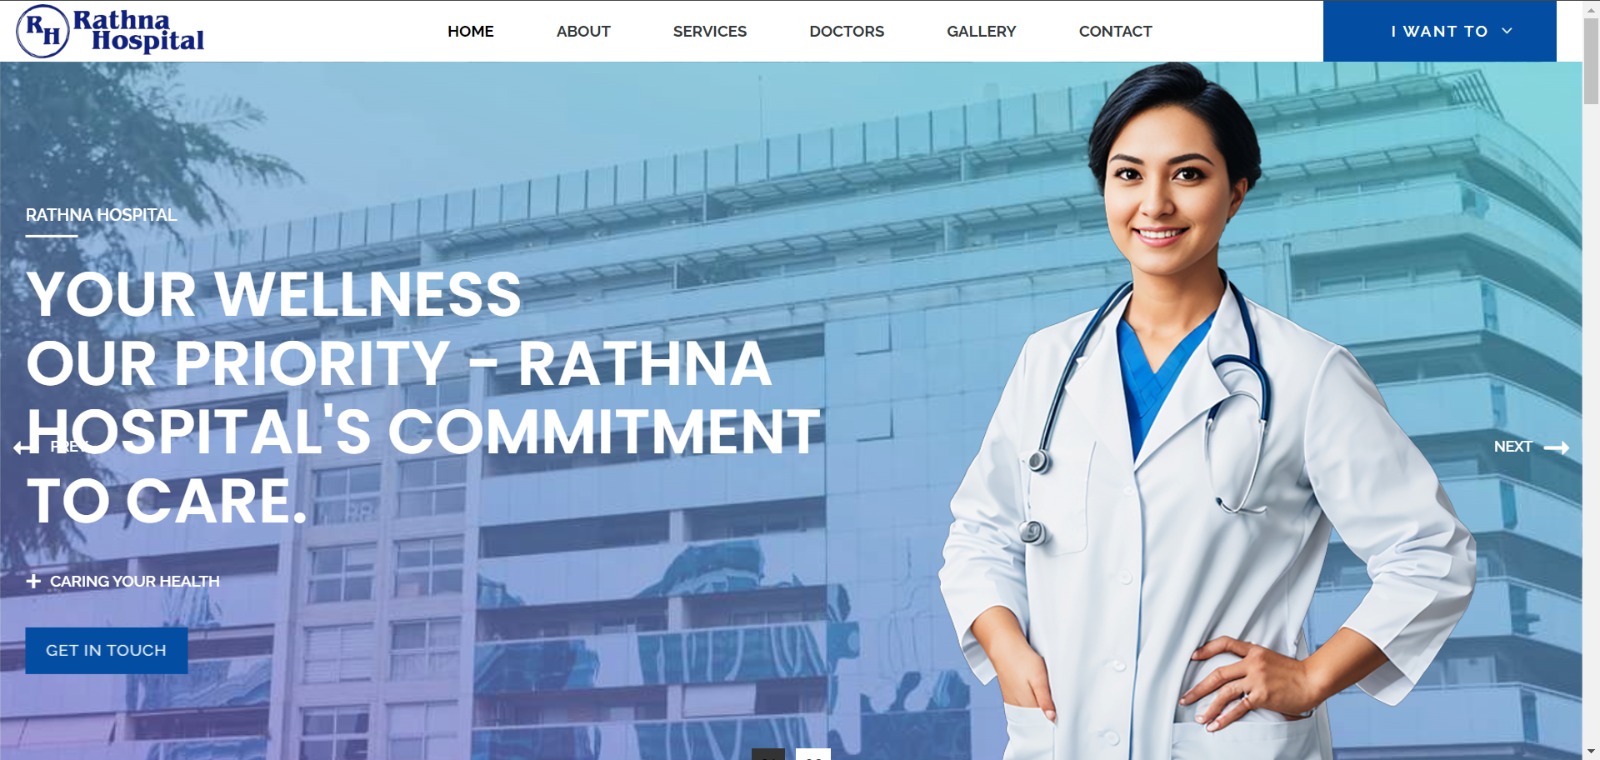 RH Rathna
Hospital
HOME ABOUT SERVICES DOCTORS GALLERY CONTACT
I WANT TO
RATHNA HOSPITAL
YOUR WELLNESS
OUR PRIORITY - RATHNA
HOSPITAL'S COMMITMENT
TO CARE.
PREV
NEXT
+ CARING YOUR HEALTH
GET IN TOUCH